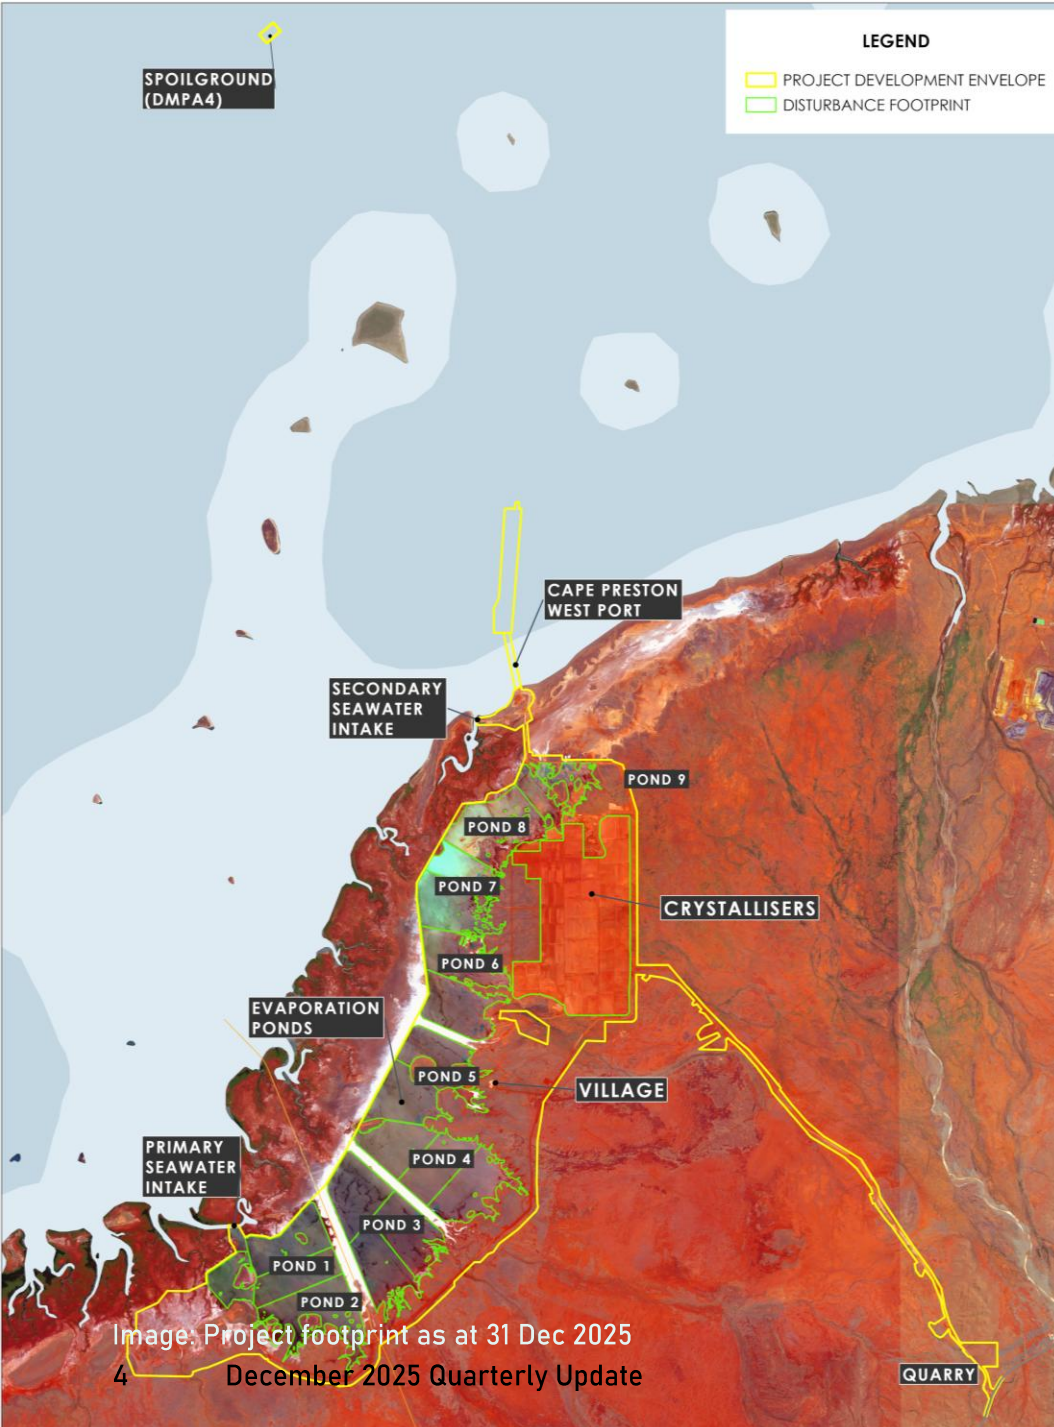 LEGEND
PROJECT DEVELOPMENT ENVELOPE
DISTURBANCE FOOTPRINT
SPOILGROUND
(DMPA4)
CAPE PRESTON
WEST PORT
SECONDARY
SEAWATER
INTAKE
POND 9
POND 8
POND 7
CRYSTALLISERS
POND 6
EVAPORATION
PONDS
POND 5
VILLAGE
PRIMARY
SEAWATER
INTAKE
POND 4
POND 3
POND 1
POND 2
Image: Project footprint as at 31 Dec 2025
4 December 2025 Quarterly Update
QUARRY